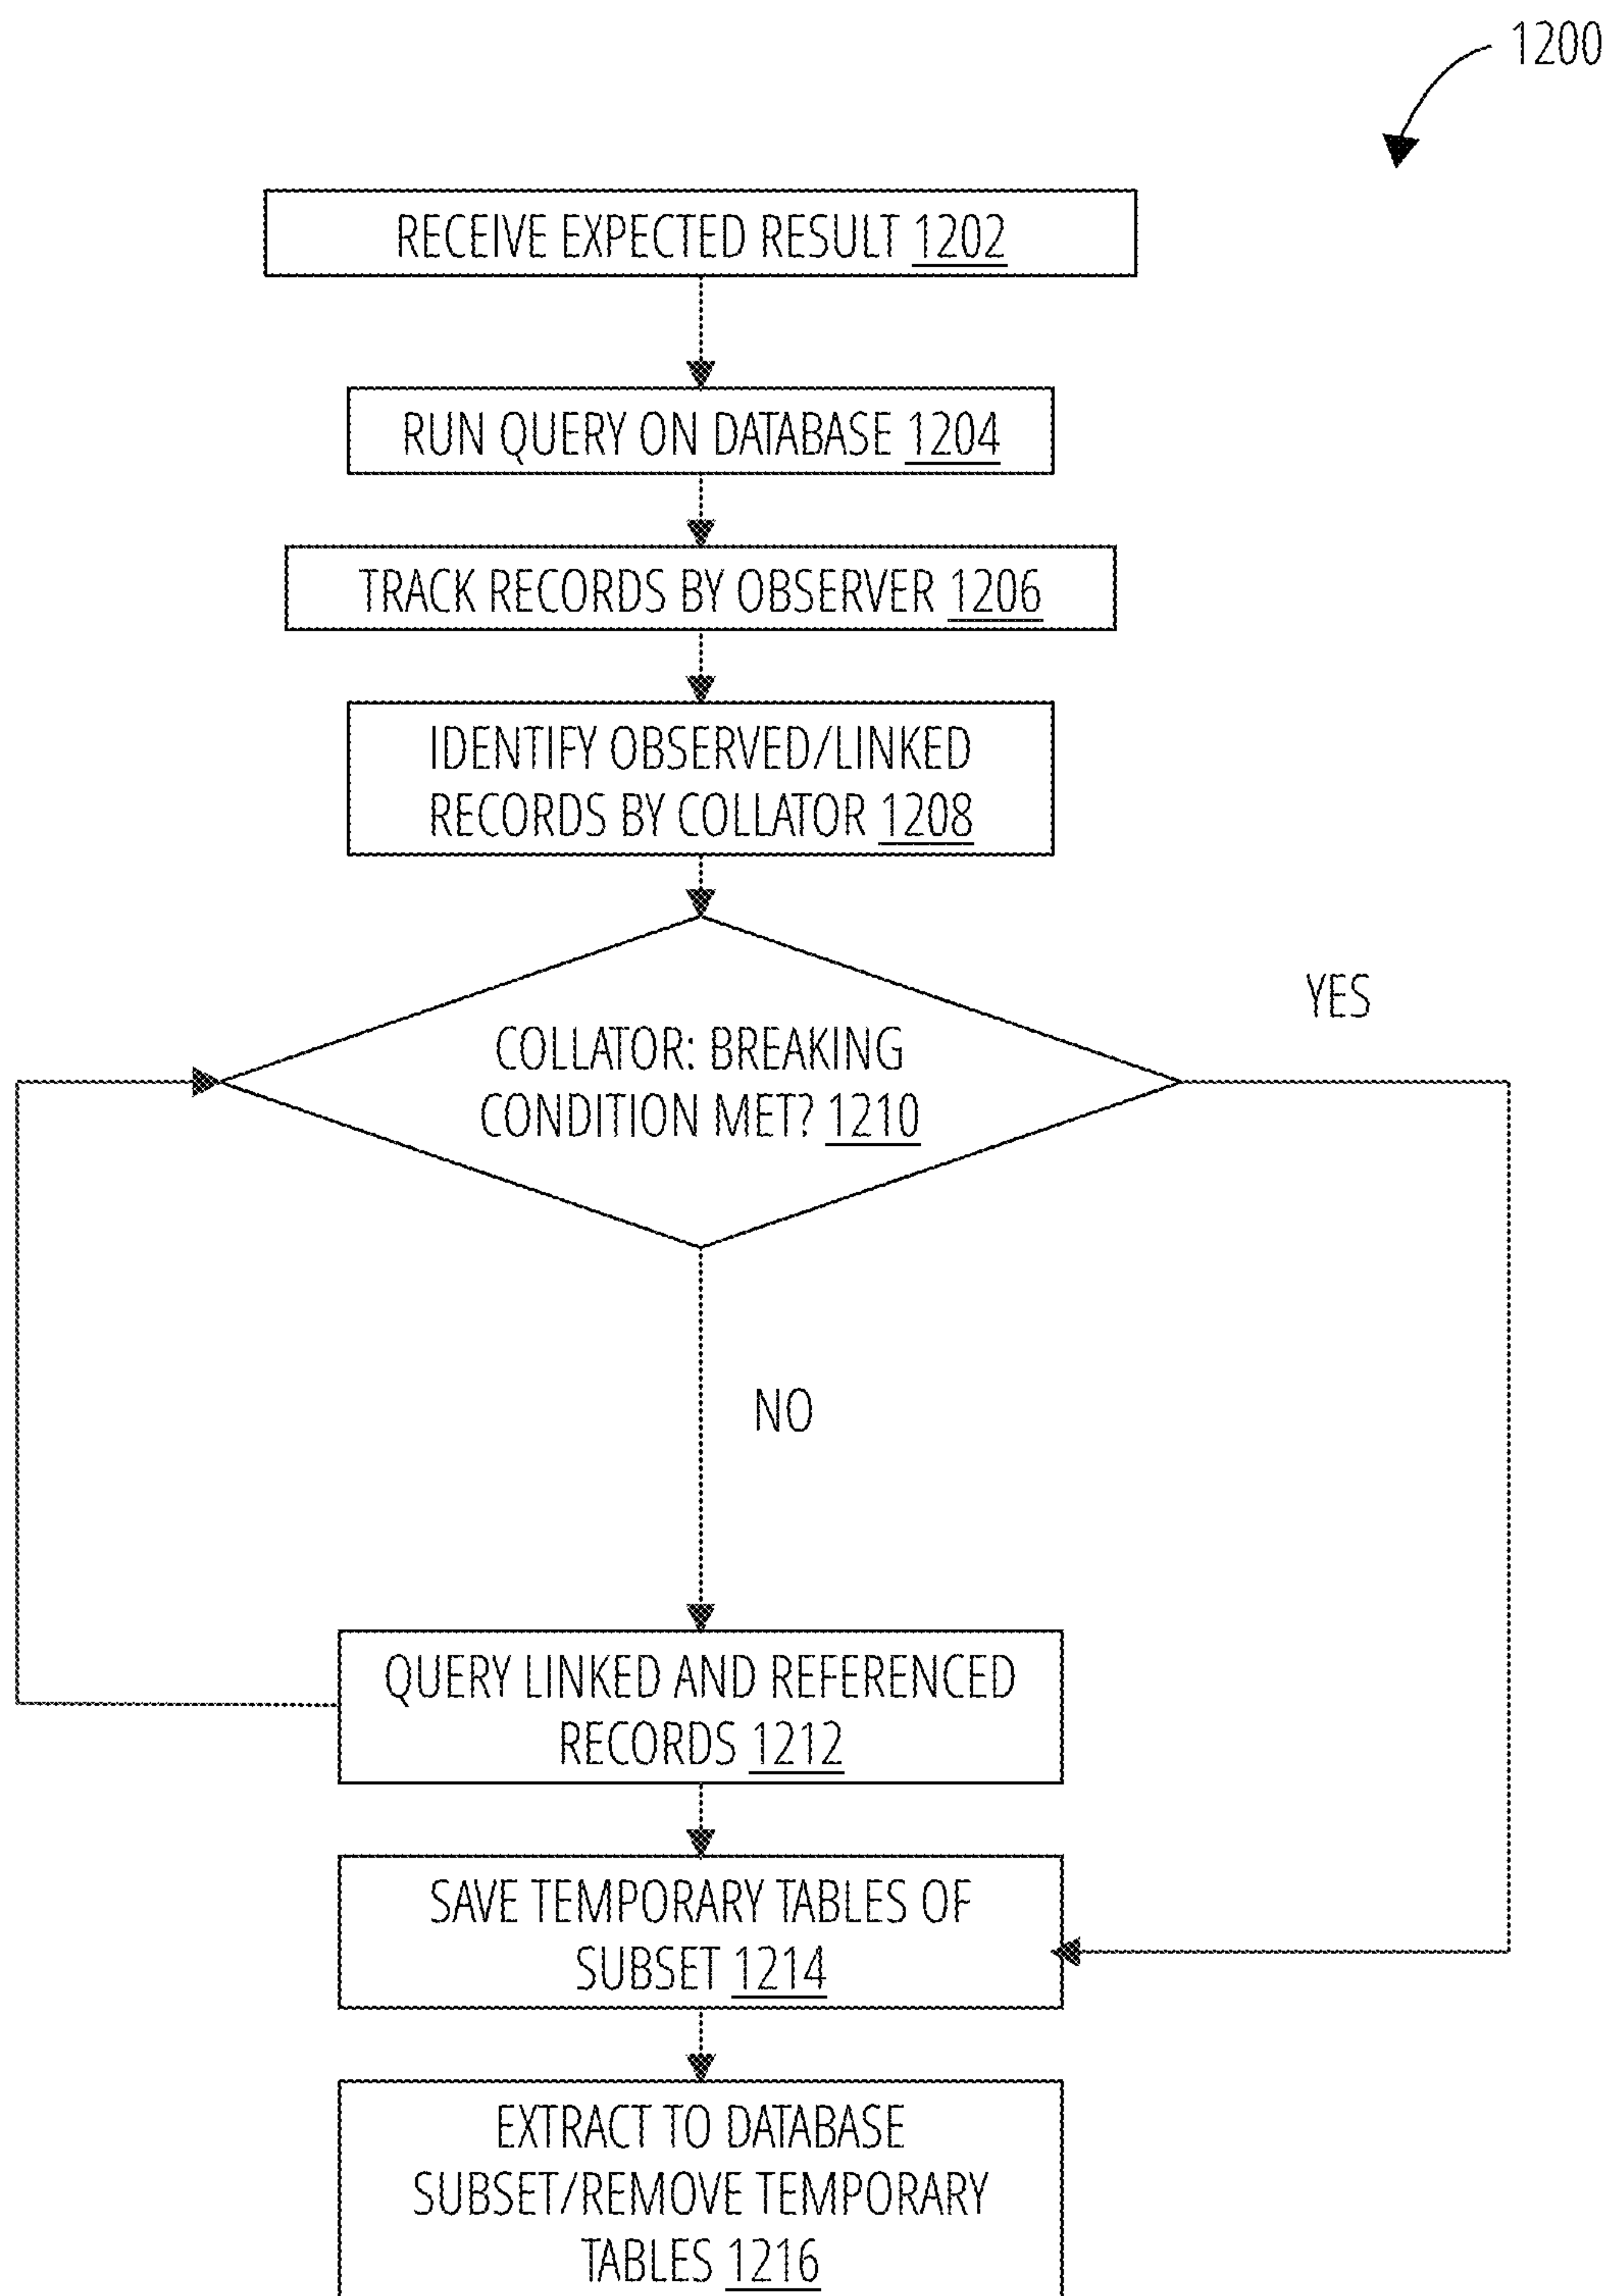 1200
RECEIVE EXPECTED RESULT 1202
RUN QUERY ON DATABASE 1204
TRACK RECORDS BY OBSERVER 1206
IDENTIFY OBSERVED/LINKED
RECORDS BY COLLATOR 1208
YES
COLLATOR: BREAKING
CONDITION MET? 1210
NO
QUERY LINKED AND REFERENCED
RECORDS 1212
SAVE TEMPORARY TABLES OF
SUBSET 1214
EXTRACT TO DATABASE
SUBSET/REMOVE TEMPORARY
TABLES 1216